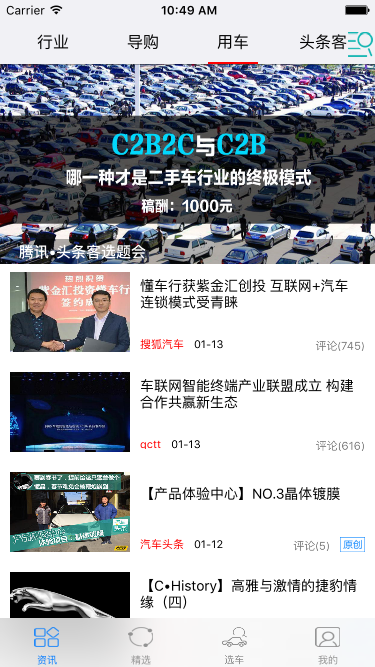 Carrier
10:49 AM
行业
导购
用车
头条客
C2B2C与C2B
哪一种才是二手车行业的终极模式
稿酬：1000元
腾讯•头条客选题会
懂车行获紫金汇创投 互联网+汽车
连锁模式受青睐
搜狐汽车 01-13
评论(745)
车联网智能终端产业联盟成立 构建
合作共赢新生态
qctt 01-13
评论(616)
【产品体验中心】NO.3晶体镀膜
汽车头条 01-12
评论(5) 原创
【C•History】高雅与激情的捷豹情
缘（四）
资讯
精选
选车
我的